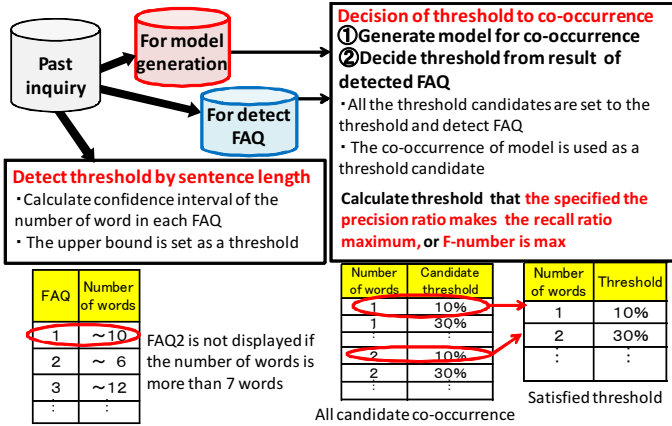 Past
inquiry
For model
generation
For detect
FAQ
Decision of threshold to co-occurrence
①Generate model for co-occurrence
②Decide threshold from result of
detected FAQ
・All the threshold candidates are set to the
threshold and detect FAQ
・The co-occurrence of model is used as a
threshold candidate
Calculate threshold that the specified the
precision ratio makes the recall ratio
maximum, or F-number is max
Detect threshold by sentence length
・Calculate confidence interval of the
number of word in each FAQ
・The upper bound is set as a threshold
FAQ Number of words
1 ～10
2 ～ 6
3 ～12
⋮ ⋮
FAQ2 is not displayed if
the number of words is
more than 7 words
Number of words Candidate threshold
1 10%
1 30%
⋮ ⋮
2 10%
2 30%
⋮ ⋮
All candidate co-occurrence
Number of words Threshold
1 10%
2 30%
⋮ ⋮
Satisfied threshold